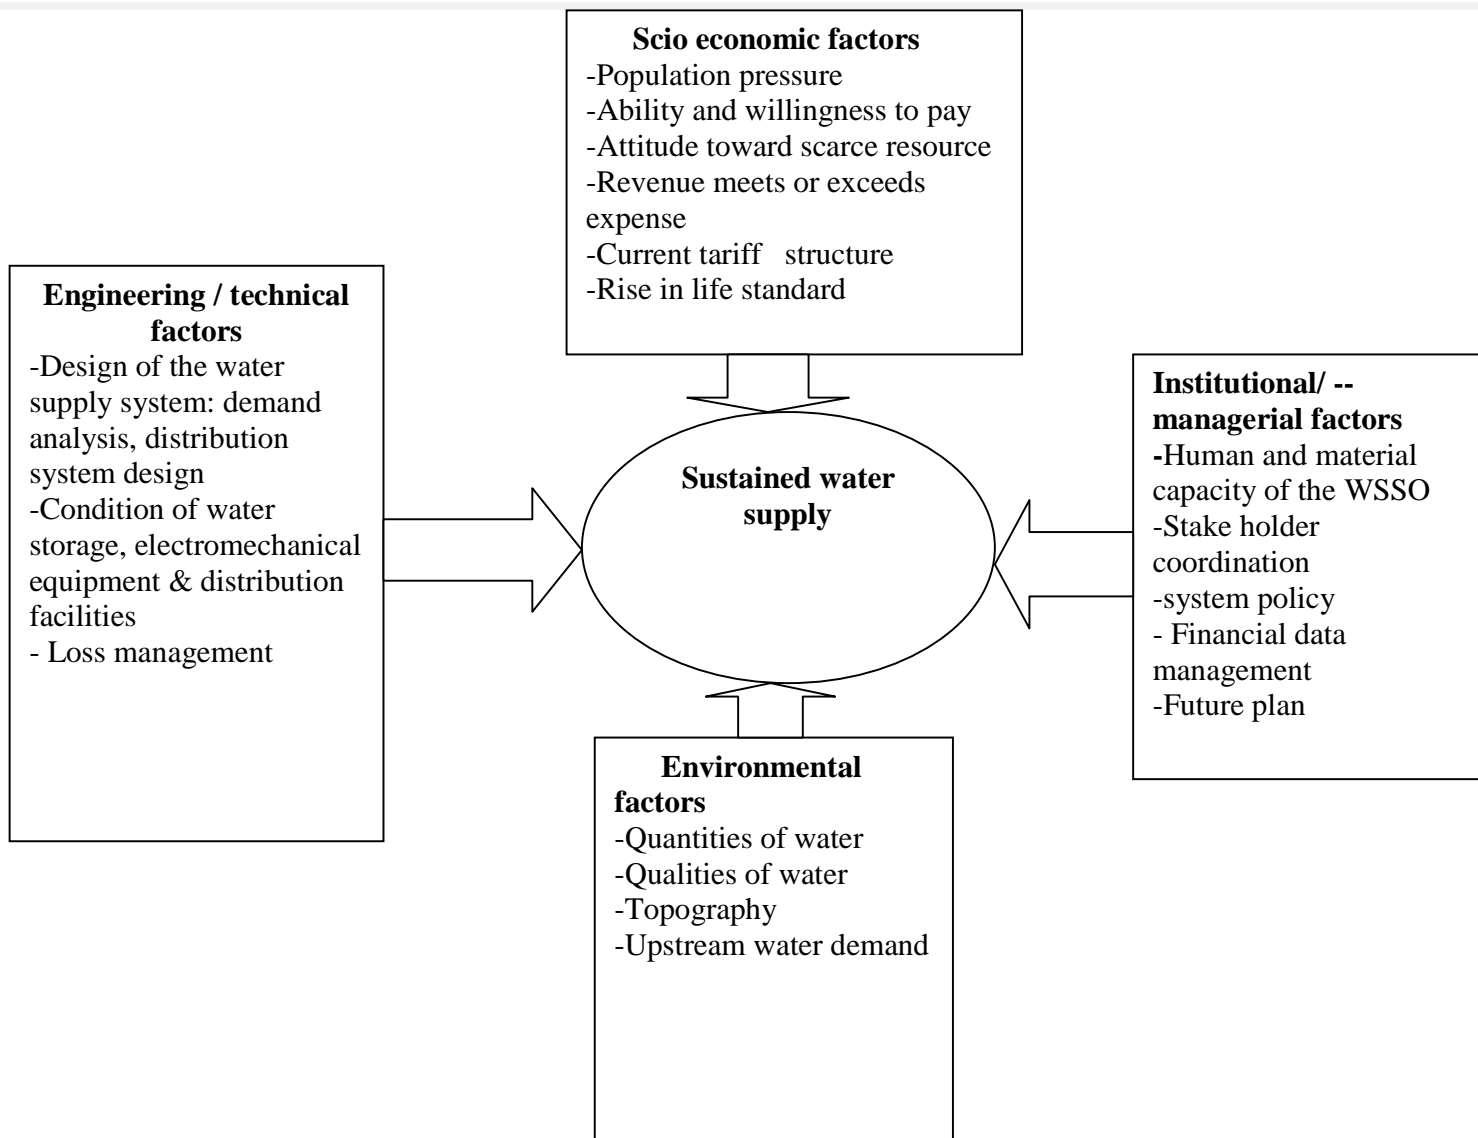 Scio economic factors
-Population pressure
-Ability and willingness to pay
-Attitude toward scarce resource
-Revenue meets or exceeds
expense
-Current tariff   structure
-Rise in life standard
Engineering / technical
factors
-Design of the water
supply system: demand
analysis, distribution
system design
-Condition of water
storage, electromechanical
equipment & distribution
facilities
- Loss management
Sustained water
supply
Institutional/ --
managerial factors
-Human and material
capacity of the WSSO
-Stake holder
coordination
-system policy
- Financial data
management
-Future plan
Environmental
factors
-Quantities of water
-Qualities of water
-Topography
-Upstream water demand